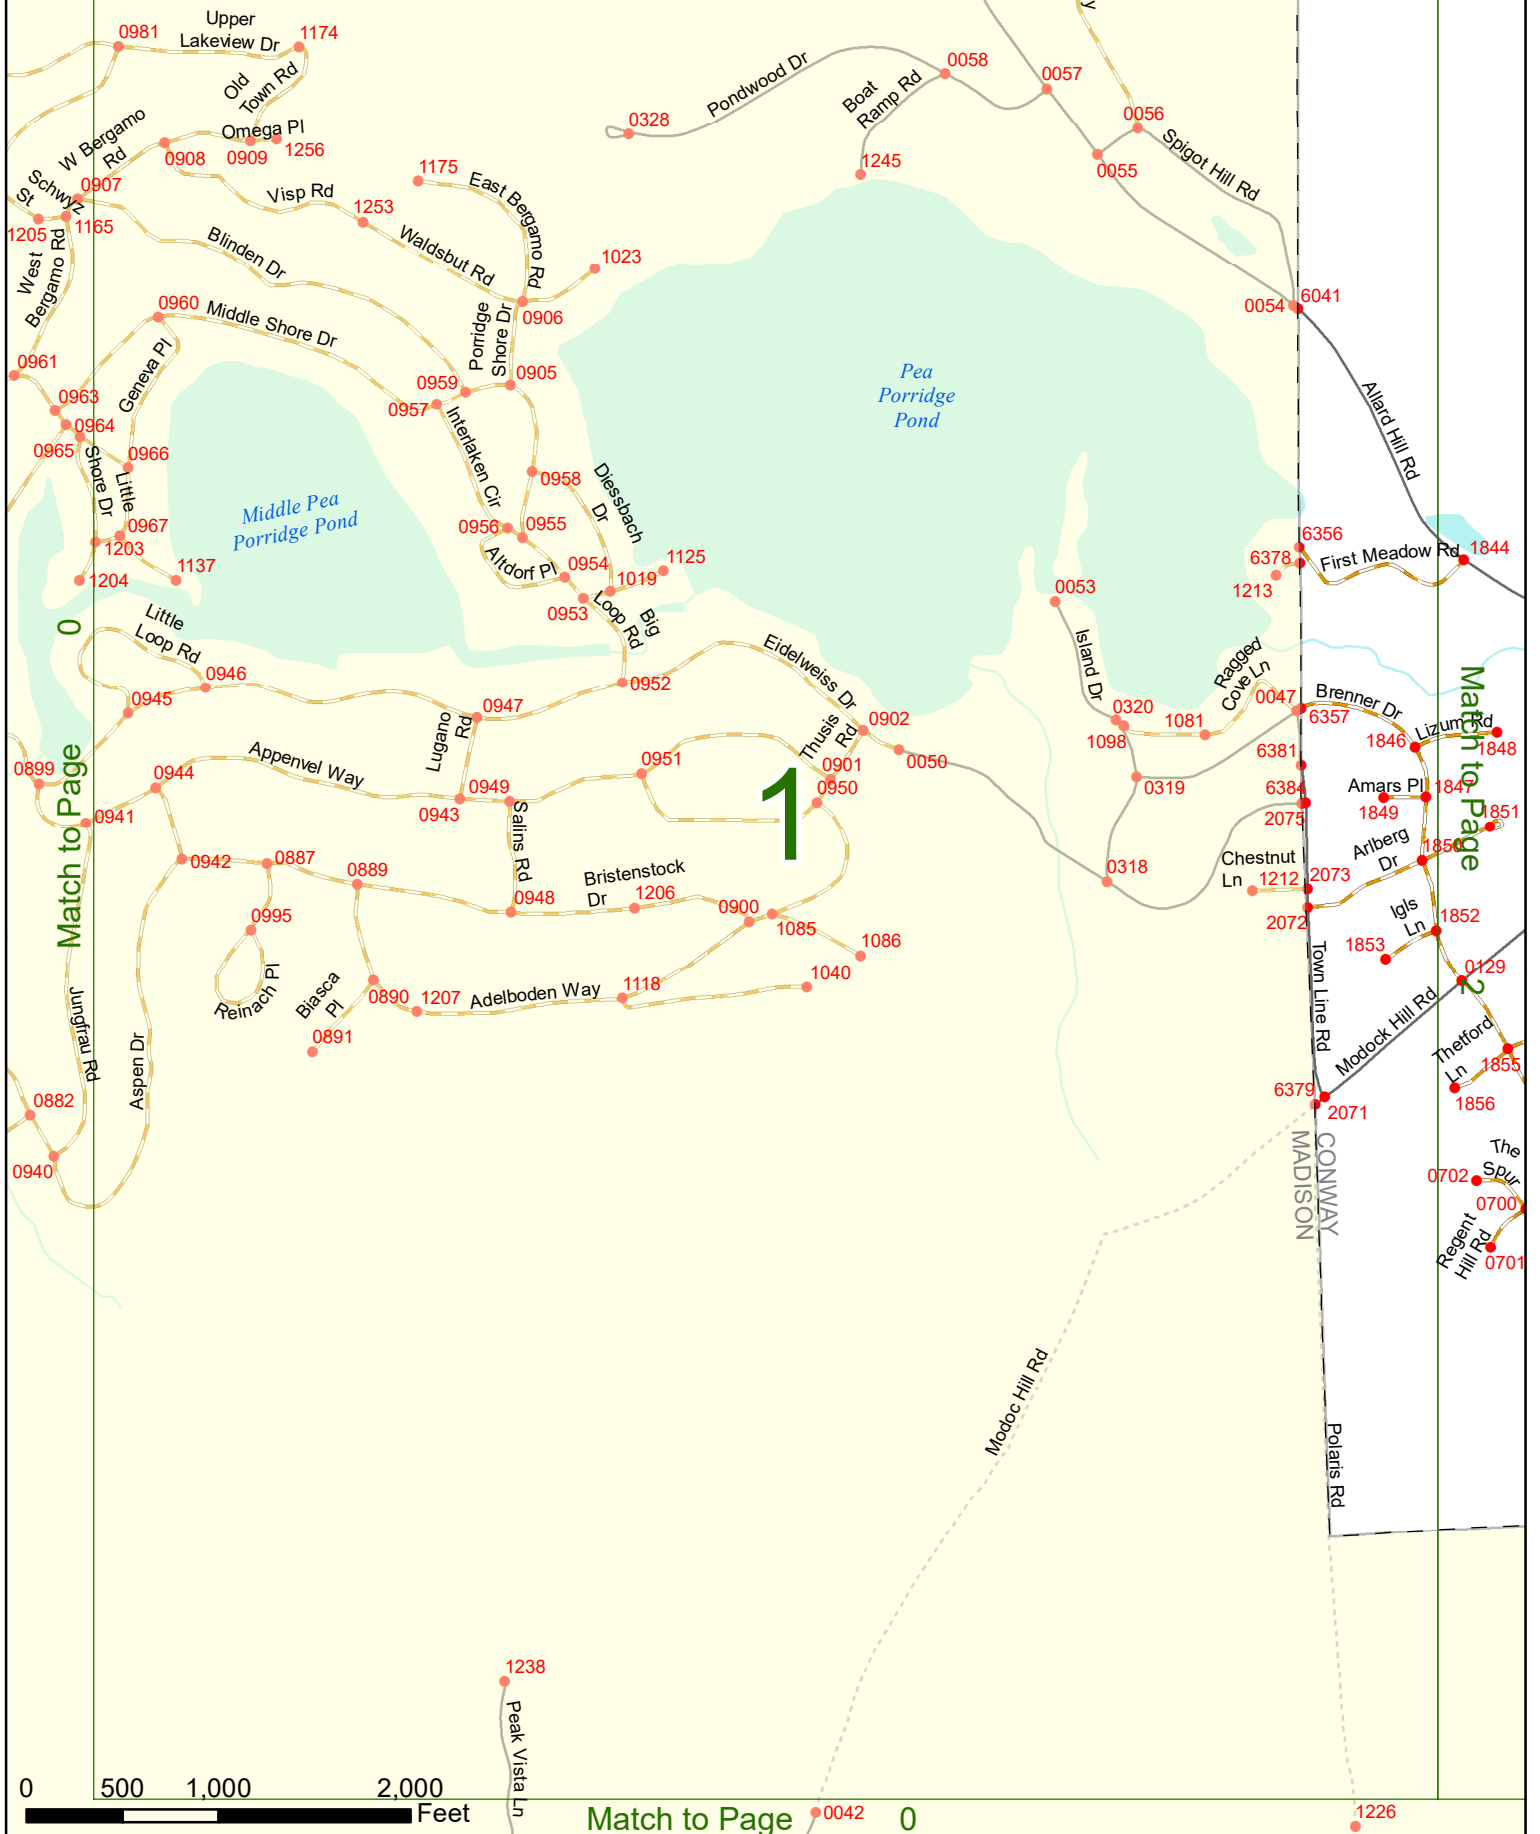 Upper
Lakeview Dr
0981
1174
Old
Town Rd
Omega Pl
W Bergamo
Rd
0908
0909
1256
0907
Schwyz
St
1205
1165
West
Bergamo Rd
Visp Rd
1253
1175
East Bergamo Rd
Waldsbut Rd
1023
0906
Blinden Dr
0960
Middle Shore Dr
Porridge
Shore Dr
0905
0959
0957
Geneva Pl
0961
0963
0964
0965
0966
Shore Dr
Little
0967
1203
1204
1137
Middle Pea
Porridge Pond
Interlaken Cir
0958
Diessbach
Dr
0956
0955
Altdorf Pl
0954
1019
1125
0953
Loop Rd
Big
0328
Pondwood Dr
0058
0057
Boat
Ramp Rd
1245
y
0056
0055
Spigot Hill Rd
0054
6041
Allard Hill Rd
Pea
Porridge
Pond
6356
6378
First Meadow Rd
1844
1213
0053
Island Dr
Ragged
Cove Ln
0047
Brenner Dr
6357
0320
1098
1081
1846
Lizum Rd
1848
6381
0319
6384
2075
Amars Pl
1847
1849
1851
Arlberg
Dr
1850
0318
Chestnut
Ln
1212
2073
2072
Igls
Ln
1852
1853
0129
Town Line Rd
Modock Hill Rd
Thetford
Ln
1855
1856
6379
2071
CONWAY
MADISON
The
Spur
0702
0700
Regent
Hill Rd
0701
Little
Loop Rd
0946
0945
0947
0952
Eidelweiss Dr
Thusis
Rd
0902
0901
0050
Lugano
Rd
Appenvel Way
0951
0950
0899
0944
0949
0943
0941
Salins Rd
1
0942
0887
0889
Bristenstock
Dr
1206
0948
0900
1085
1086
0995
Reinach Pl
Biasca
Pl
0890
1207
Adelboden Way
1118
1040
0891
Jungfrau Rd
Aspen Dr
0882
0940
Match to Page
0
Match to Page
2
Modoc Hill Rd
Polaris Rd
1238
Peak Vista Ln
0
500
1,000
2,000
Feet
Match to Page
0
0042
1226